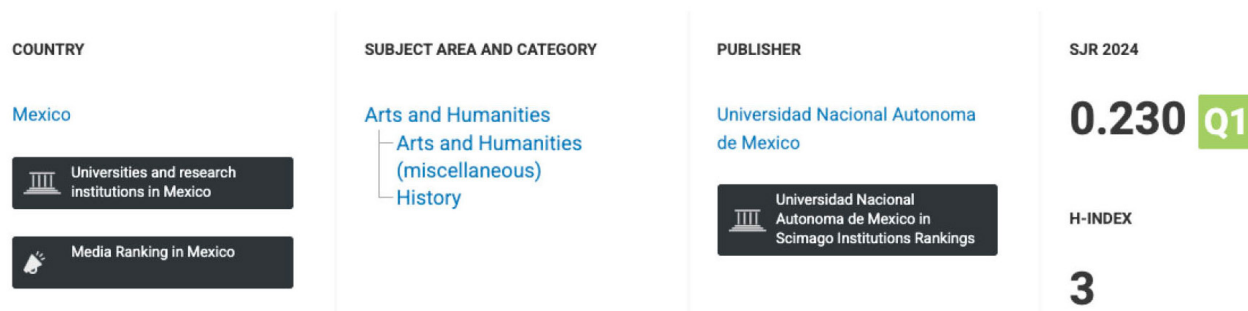 COUNTRY
Mexico
Universities and research
institutions in Mexico
Media Ranking in Mexico
SUBJECT AREA AND CATEGORY
Arts and Humanities
Arts and Humanities
(miscellaneous)
History
PUBLISHER
Universidad Nacional Autonoma
de Mexico
Universidad Nacional
Autonoma de Mexico in
Scimago Institutions Rankings
SJR 2024
0.230 Q1
H-INDEX
3